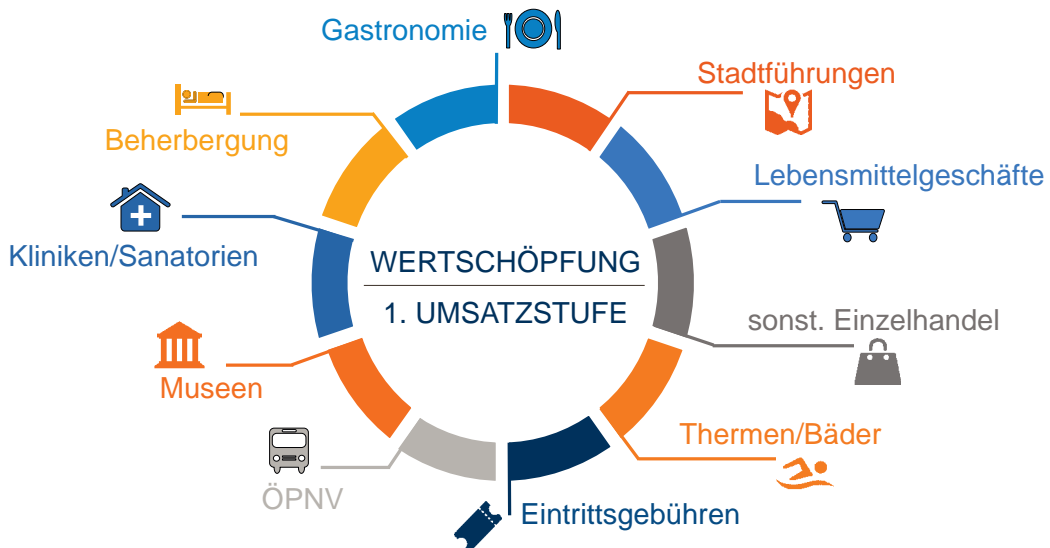 Gastronomie
Stadtführungen
Beherbergung
Lebensmittelgeschäfte
Kliniken/Sanatorien
WERTSCHÖPFUNG
1. UMSATZSTUFE
sonst. Einzelhandel
Museen
Thermen/Bäder
ÖPNV
Eintrittsgebühren